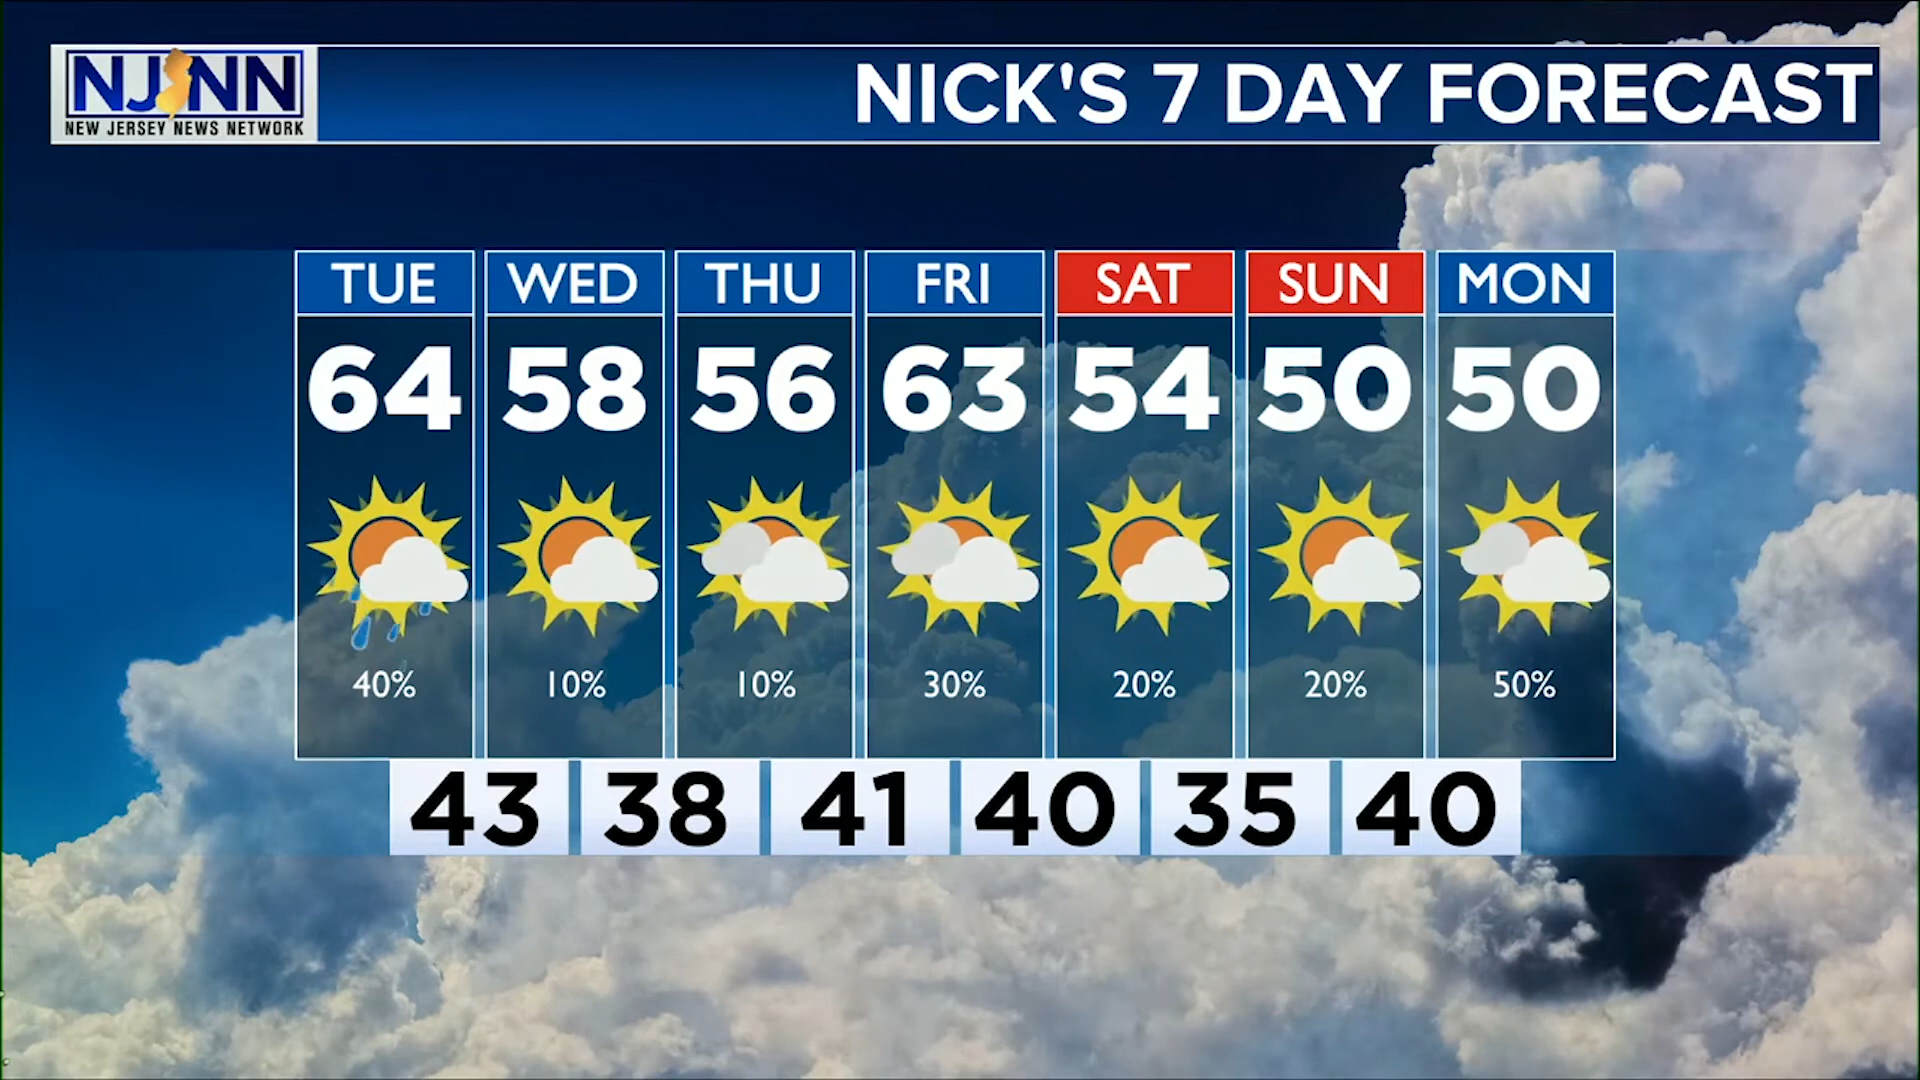 NJNN
NEW JERSEY NEWS NETWORK
NICK'S 7 DAY FORECAST
TUE WED THU FRI SAT SUN MON
64 58 56 63 54 50 50
40% 10% 10% 30% 20% 20% 50%
43 38 41 40 35 40